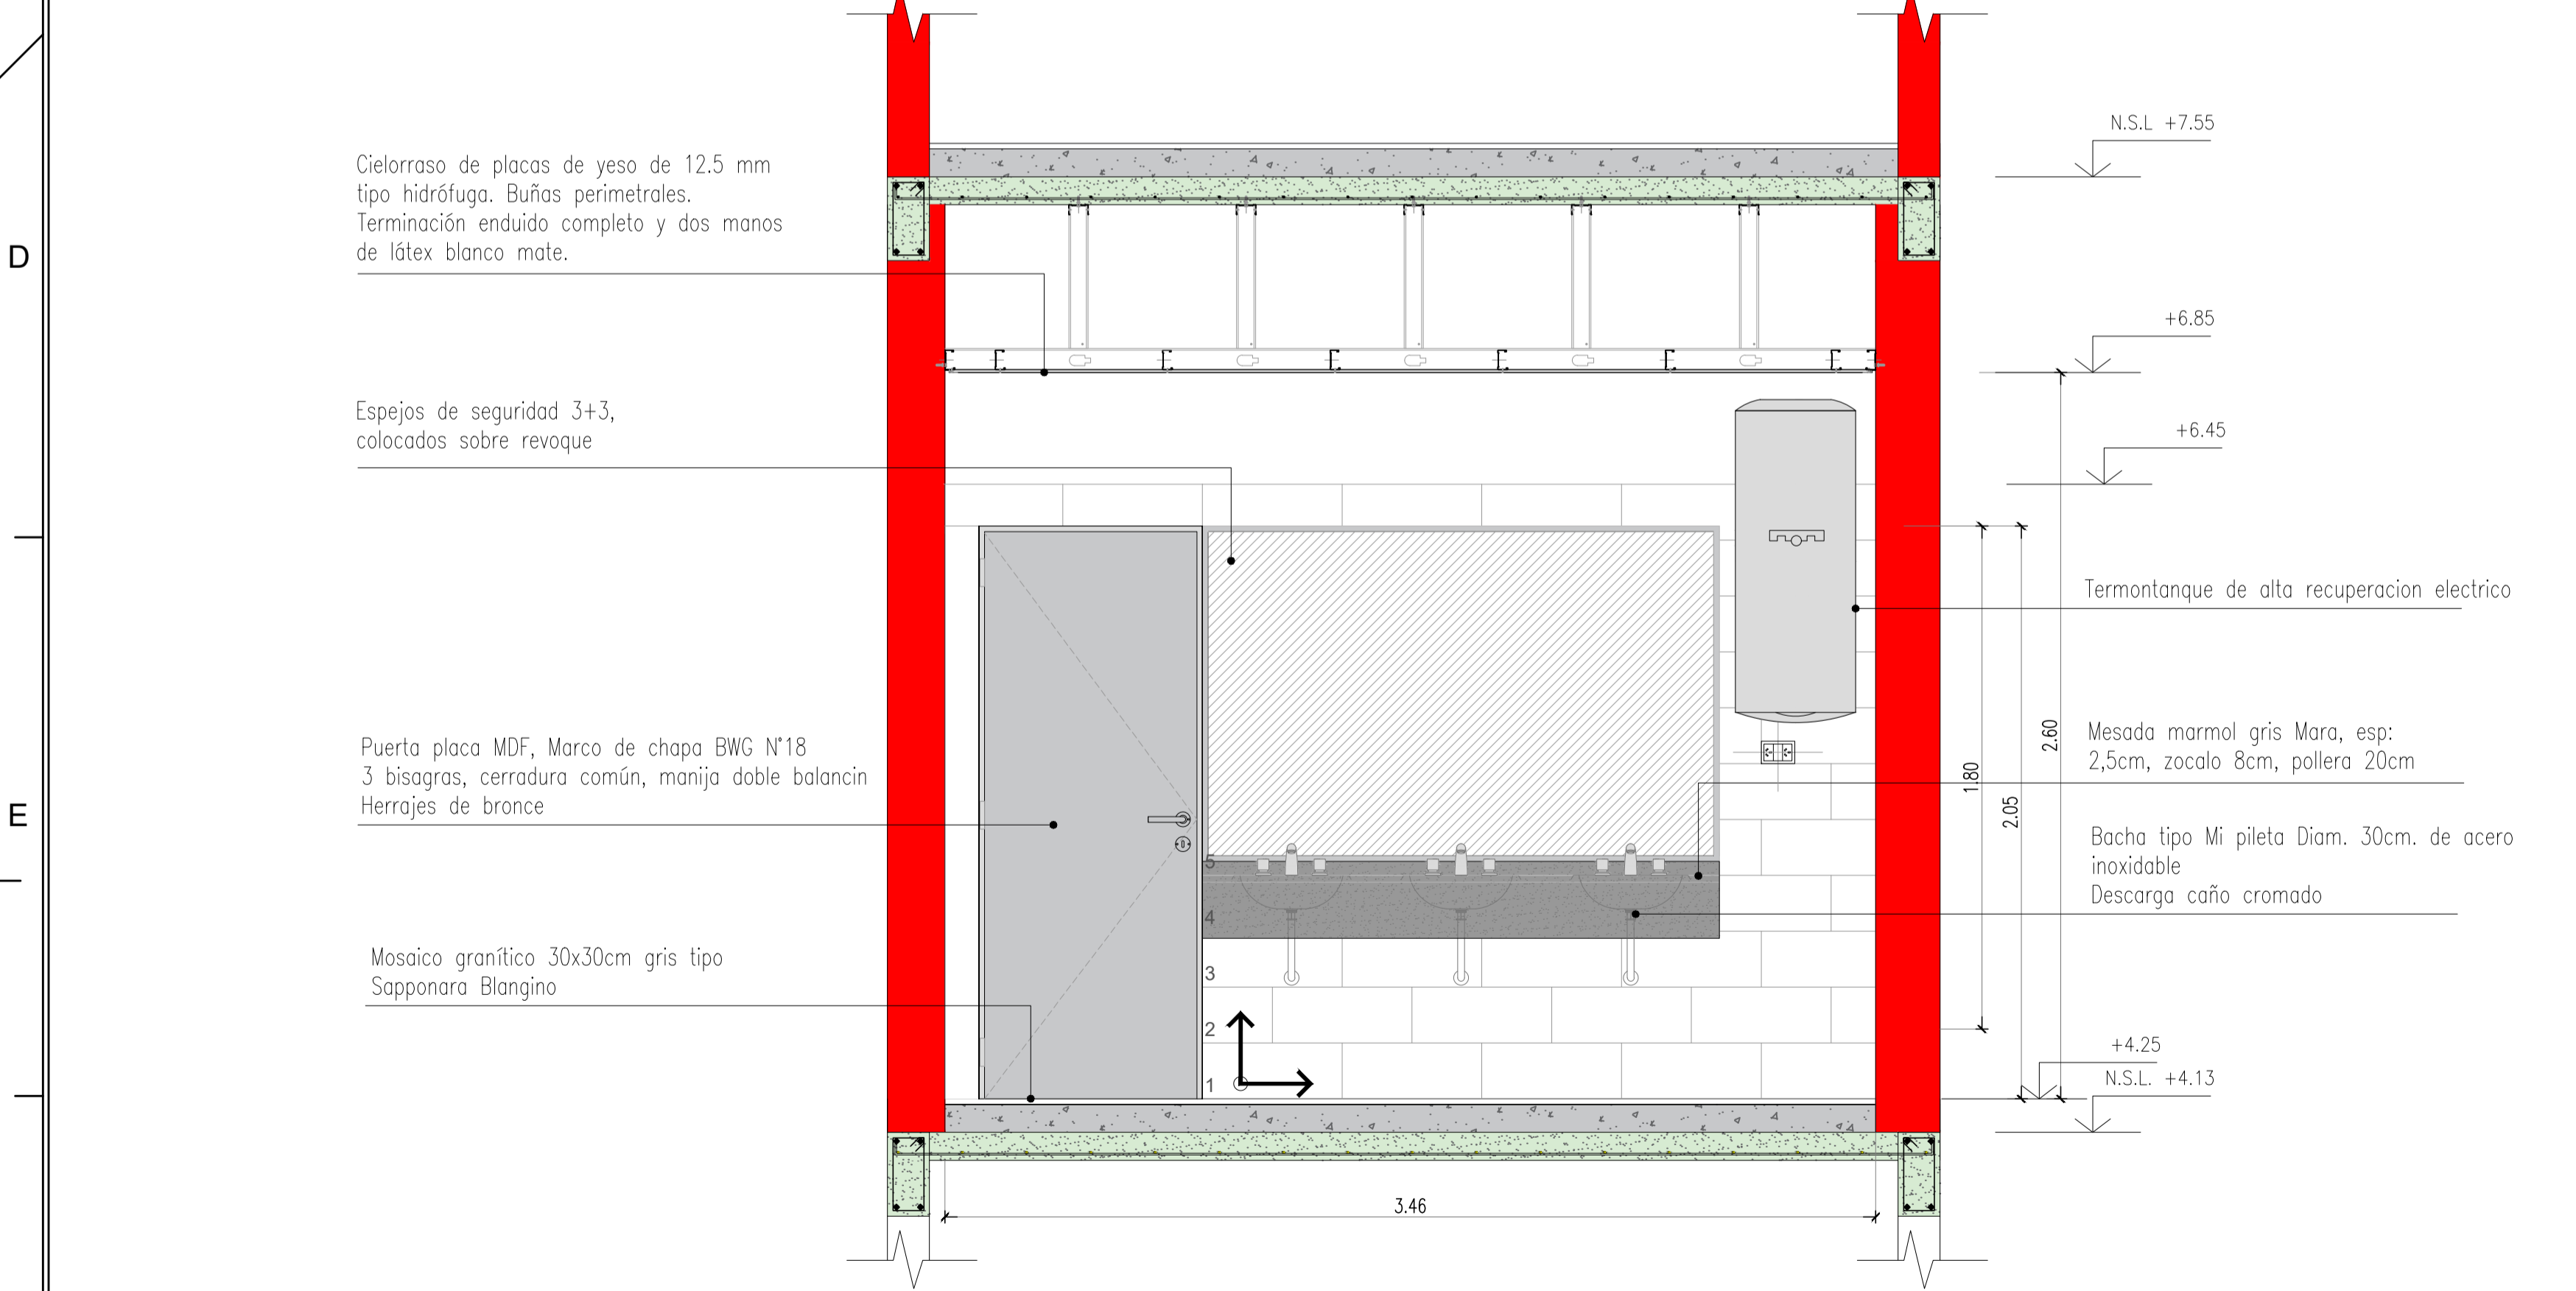 D
E
Cielorraso de placas de yeso de 12.5 mm
tipo hidrófuga. Buñas perimetrales.
Terminación enduido completo y dos manos
de látex blanco mate.
Espejos de seguridad 3+3,
colocados sobre revoque
Puerta placa MDF, Marco de chapa BWG N°18
3 bisagras, cerradura común, manija doble balancin
Herrajes de bronce
Mosaico granítico 30x30cm gris tipo
Sapponara Blangino
5
4
3
2
1
3.46
N.S.L +7.55
+6.85
+6.45
Termontanque de alta recuperacion electrico
2.60
1.80
2.05
Mesada marmol gris Mara, esp:
2,5cm, zocalo 8cm, pollera 20cm
Bacha tipo Mi pileta Diam. 30cm. de acero
inoxidable
Descarga caño cromado
+4.25
N.S.L. +4.13